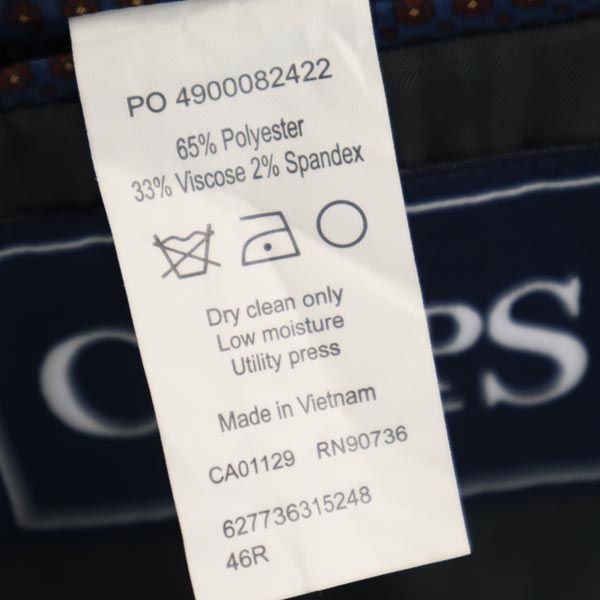 PO 4900082422
65% Polyester
33% Viscose 2% Spandex
Dry clean only
Low moisture
Utility press
Made in Vietnam
CA01129 RN90736
627736315248
46R